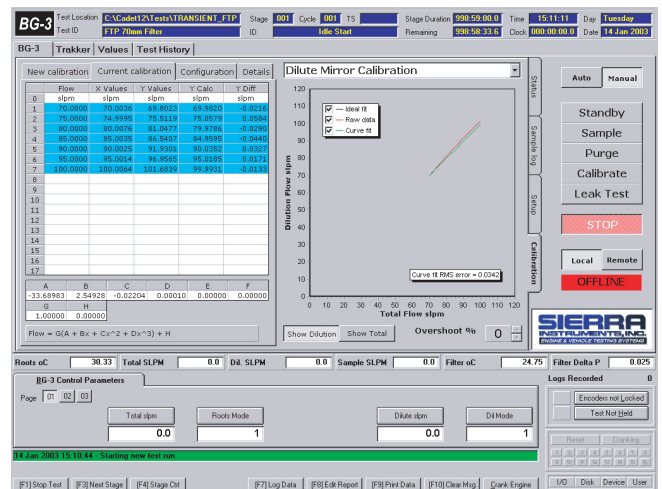 BG-3 Test Location C:\Cadet12\Tests\TRANSIENT_FTP Stage 001 Cycle 001 TS Stage Duration 998:59:00.0 Time 15:11:11 Day Tuesday
Test ID FTP 70mm Filter ID Idle Start Remaining 998:58:33.6 Clock 000:00:00.0 Date 14 Jan 2003
BG-3 Trakker Values Test History
New calibration Current calibration Configuration Details
Flow X Values Y Values Y Calc Y Diff
0 slpm slpm slpm slpm slpm
1 70.0000 70.0036 69.8023 69.9820 -0.0216
2 75.0000 74.9995 75.5119 75.0579 0.0584
3 80.0000 80.0076 81.0477 79.9786 -0.0290
4 85.0000 85.0035 86.5407 84.9595 -0.0440
5 90.0000 90.0025 91.9301 90.0352 0.0327
6 95.0000 95.0014 96.9565 95.0185 0.0171
7 100.0000 100.0064 101.6839 99.9931 -0.0133
8
9
10
11
12
13
14
15
16
17
A B C D E F
-33.68983 2.54928 -0.02204 0.00010 0.00000 0.00000
G H
1.00000 0.00000
Flow = G(A + Bx + Cx^2 + Dx^3) + H
Dilute Mirror Calibration
Ideal fit
Raw data
Curve fit
Dilution Flow slpm
120
110
100
90
80
70
60
50
40
30
20
10
0
Curve fit RMS error = 0.0342
0 10 20 30 40 50 60 70 80 90 100 110 120 130
Total Flow slpm
Show Dilution Show Total Overshoot % 0
Status
Sample log
Setup
Calibration
Auto Manual
Standby
Sample
Purge
Calibrate
Leak Test
STOP
Local Remote
OFFLINE
SIERRA
INSTRUMENTS, INC.
ENGINE & VEHICLE TESTING SYSTEMS
Roots oC 30.33 Total SLPM 0.0 Dil. SLPM 0.0 Sample SLPM 0.0 Filter oC 24.75 Filter Delta P 0.025
BG-3 Control Parameters
Page 01 02 03
Total slpm Roots Mode Dilute slpm Dil Mode
0.0 1 0.0 1
Logs Recorded 0
Encoders not Locked
Test Not Held
Reset Cranking
1 2 3 4 5 6 7 8
9 10 11 12 13 14 15 16
14 Jan 2003 15:10:44 - Starting new test run
[F1] Stop Test [F3] Next Stage [F4] Stage Ctrl [F7] Log Data [F8] Edit Report [F9] Print Data [F10] Clear Msg Crank Engine I/O Disk Device User